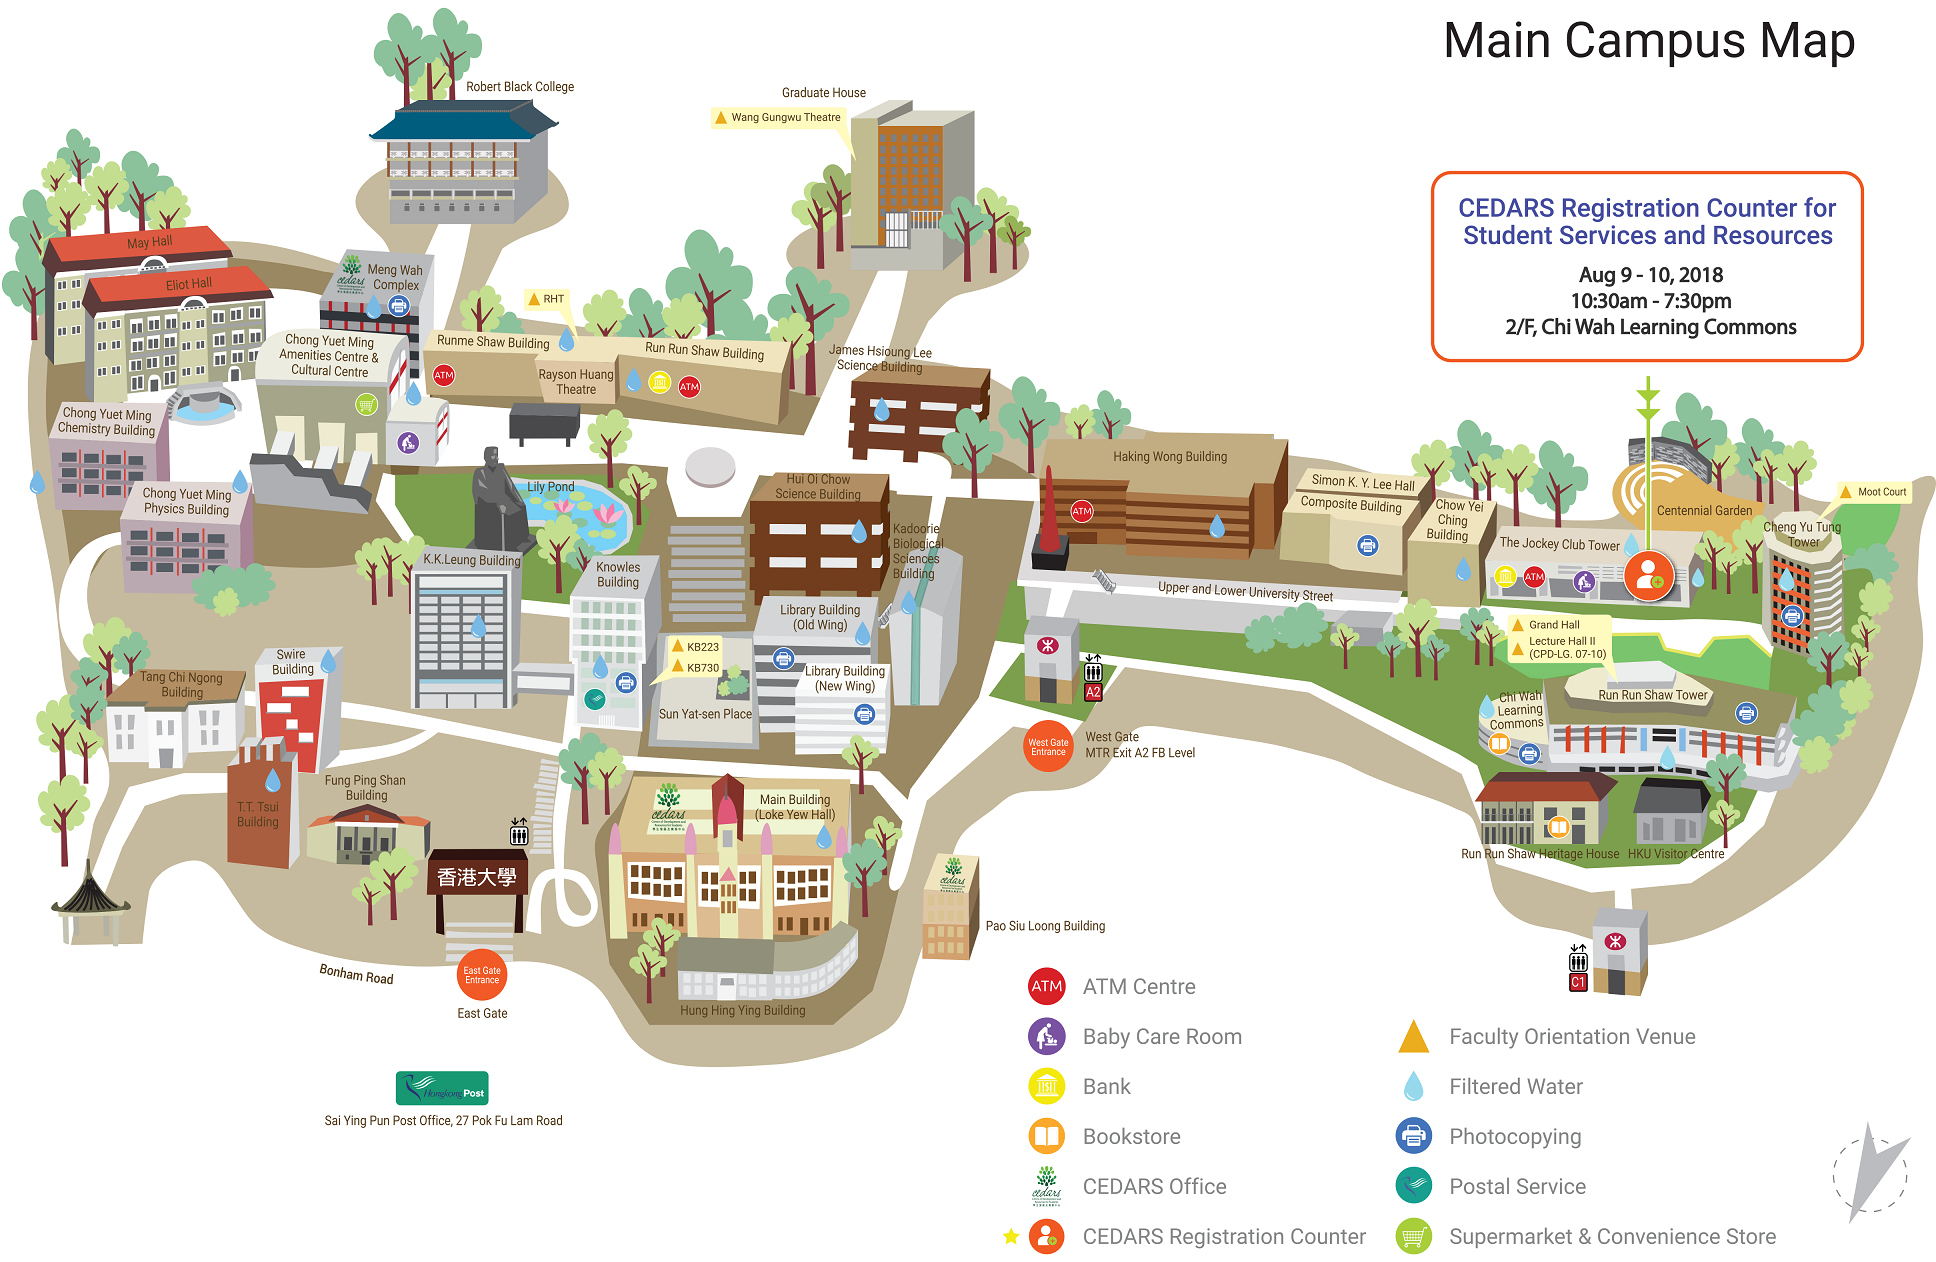 Main Campus Map
CEDARS Registration Counter for
Student Services and Resources
Aug 9 - 10, 2018
10:30am - 7:30pm
2/F, Chi Wah Learning Commons
Robert Black College
Graduate House
Wang Gungwu Theatre
May Hall
Eliot Hall
cedars
Meng Wah
Complex
RHT
Chong Yuet Ming
Amenities Centre &
Cultural Centre
Runme Shaw Building
ATM
Rayson Huang
Theatre
Run Run Shaw Building
ATM
James Hsioung Lee
Science Building
Chong Yuet Ming
Chemistry Building
Chong Yuet Ming
Physics Building
Lily Pond
Hui Oi Chow
Science Building
Kadoorie
Biological
Sciences
Building
Haking Wong Building
ATM
Simon K. Y. Lee Hall
Composite Building
Chow Yei
Ching
Building
The Jockey Club Tower
ATM
Centennial Garden
Moot Court
Cheng Yu Tung
Tower
K.K.Leung Building
Knowles
Building
KB223
KB730
Library Building
(Old Wing)
Library Building
(New Wing)
Sun Yat-sen Place
Upper and Lower University Street
Grand Hall
Lecture Hall II
(CPD-LG. 07-10)
Run Run Shaw Tower
Chi Wah
Learning
Commons
Swire
Building
Tang Chi Ngong
Building
A2
West Gate
Entrance
West Gate
MTR Exit A2 FB Level
T.T. Tsui
Building
Fung Ping Shan
Building
cedars
Centre of Development and
Resources for Students
Main Building
(Loke Yew Hall)
Run Run Shaw Heritage House
HKU Visitor Centre
香港大學
cedars
Pao Siu Loong Building
Bonham Road
East Gate
Entrance
East Gate
Hung Hing Ying Building
C1
Hongkong Post
Sai Ying Pun Post Office, 27 Pok Fu Lam Road
ATM
ATM Centre
Baby Care Room
Bank
Bookstore
cedars
CEDARS Office
CEDARS Registration Counter
Faculty Orientation Venue
Filtered Water
Photocopying
Postal Service
Supermarket & Convenience Store